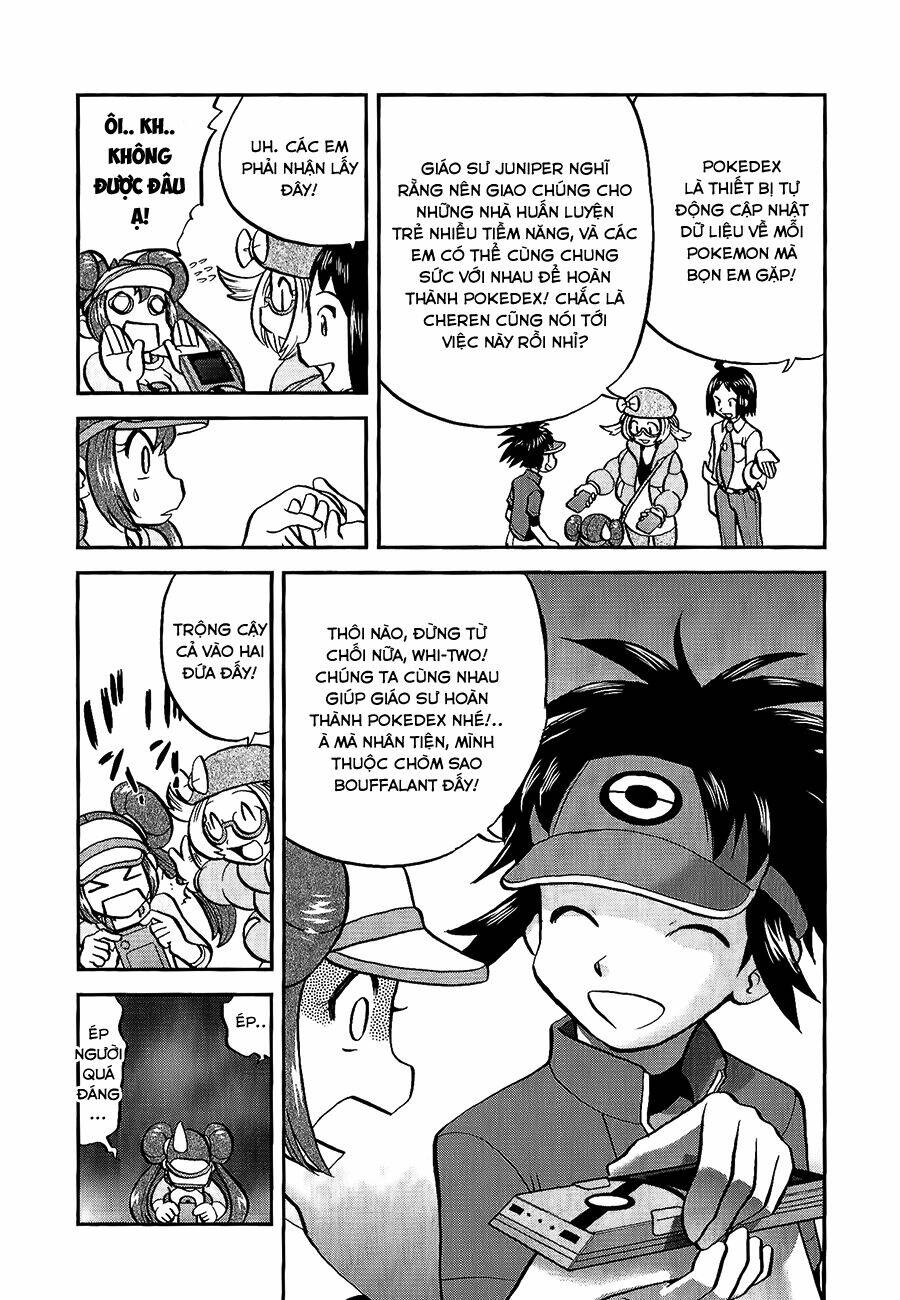 POKEDEX
LÀ THIẾT BỊ TỰ
ĐỘNG CẬP NHẬT
DỮ LIỆU VỀ MỖI
POKEMON MÀ
BỌN EM GẶP!
GIÁO SƯ JUNIPER NGHĨ
RẰNG NÊN GIAO CHÚNG CHO
NHỮNG NHÀ HUẤN LUYỆN
TRẺ NHIỀU TIỀM NĂNG, VÀ CÁC
EM CÓ THỂ CÙNG CHUNG
SỨC VỚI NHAU ĐỂ HOÀN
THÀNH POKEDEX! CHẮC LÀ
CHEREN CŨNG NÓI TỚI
VIỆC NÀY RỒI NHỈ?
UH. CÁC EM
PHẢI NHẬN LẤY
ĐÂY!
ÔI.. KH..
KHÔNG
ĐƯỢC ĐÂU
Ạ!
THÔI NÀO, ĐỪNG TỪ
CHỐI NỮA, WHI-TWO!
CHÚNG TA CÙNG NHAU
GIÚP GIÁO SƯ HOÀN
THÀNH POKEDEX NHÉ!..
À MÀ NHÂN TIỆN, MÌNH
THUỘC CHÒM SAO
BOUFFALANT ĐẤY!
TRỘNG CẬY
CẢ VÀO HAI
ĐỨA ĐẤY!
ÉP..
ÉP
NGƯỜI
QUÁ
ĐÁNG
...